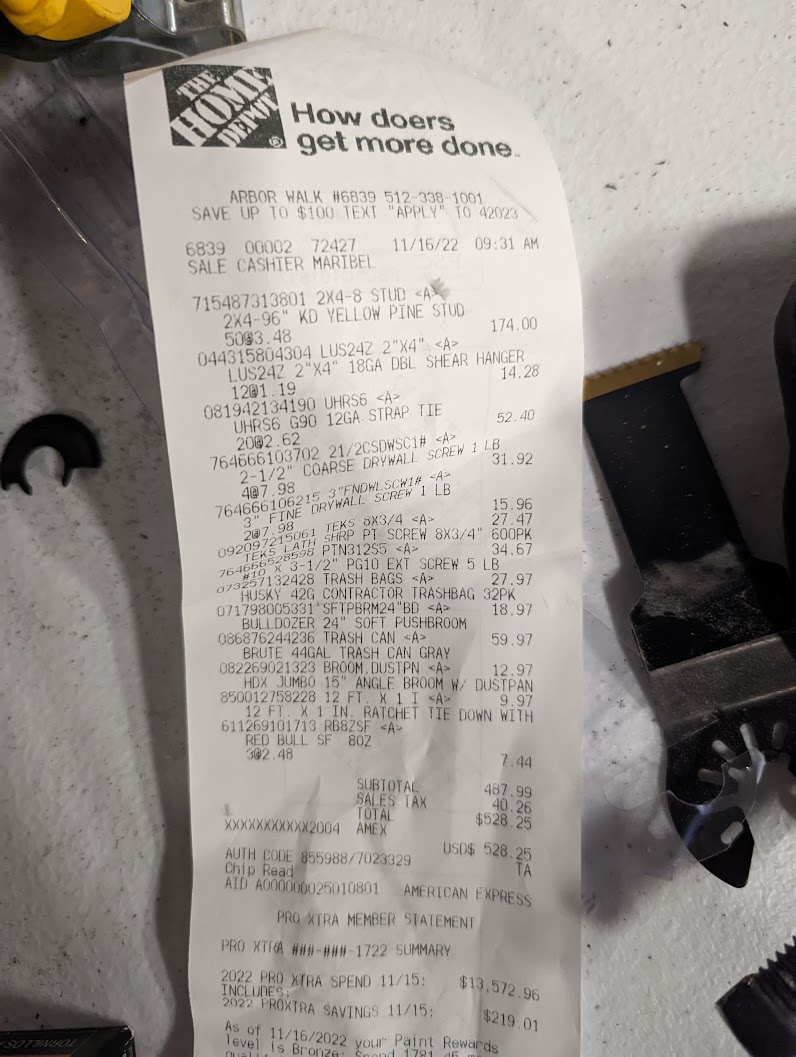 THE
HOME
DEPOT
®
How doers
get more done™
ARBOR WALK #6839 512-338-1001
SAVE UP TO $100 TEXT "APPLY" TO 42023
6839 00002 72427 11/16/22 09:31 AM
SALE CASHIER MARIBEL
715487313801 2X4-8 STUD <A>
2X4-96" KD YELLOW PINE STUD
50@3.48 174.00
044315804304 LUS24Z 2"X4" <A>
LUS24Z 2"X4" 18GA DBL SHEAR HANGER
12@1.19 14.28
081942134190 UHRS6 <A>
UHRS6 G90 12GA STRAP TIE
20@2.62 52.40
764666103702 21/2CSDWSC1# <A>
2-1/2" COARSE DRYWALL SCREW 1 LB
4@7.98 31.92
764666106215 3"FNDWLSCW1# <A>
3" FINE DRYWALL SCREW 1 LB
2@7.98 15.96
092097215061 TEKS 8X3/4 <A> 27.47
TEKS LATH SHRP PT SCREW 8X3/4" 600PK
764666528598 PTN312S5 <A> 34.67
#10 X 3-1/2" PG10 EXT SCREW 5 LB
073257132428 TRASH BAGS <A> 27.97
HUSKY 42G CONTRACTOR TRASHBAG 32PK
071798005331 SFTPBRM24"BD <A> 18.97
BULLDOZER 24" SOFT PUSHBROOM
086876244236 TRASH CAN <A> 59.97
BRUTE 44GAL TRASH CAN GRAY
082269021323 BROOM,DUSTPN <A> 12.97
HDX JUMBO 15" ANGLE BROOM W/ DUSTPAN
850012758228 12 FT. X 1 I <A> 9.97
12 FT. X 1 IN. RATCHET TIE DOWN WITH
611269101713 RB8ZSF <A>
RED BULL SF 8OZ
3@2.48 7.44
SUBTOTAL 487.99
SALES TAX 40.26
TOTAL $528.25
XXXXXXXXXXX2004 AMEX
USD$ 528.25
AUTH CODE 855988/7023329 TA
Chip Read
AID A000000025010801 AMERICAN EXPRESS
PRO XTRA MEMBER STATEMENT
PRO XTRA ###-###-1722 SUMMARY
2022 PRO XTRA SPEND 11/15: $13,572.96
INCLUDES:
2022 PROXTRA SAVINGS 11/15: $219.01
As of 11/16/2022 your Paint Rewards
level is Bronze; Spend 1781.46
TORNILLOS